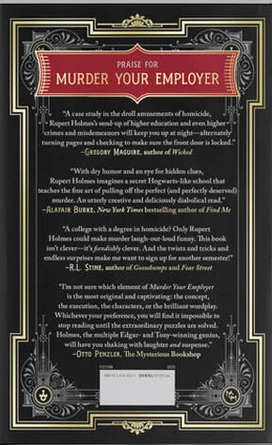 PRAISE FOR
MURDER YOUR EMPLOYER
"A case study in the droll amusements of homicide,
Rupert Holmes's send-up of higher education and even higher
crimes and misdemeanors will keep you up at night—alternately
turning pages and checking to make sure the front door is locked."
—GREGORY MAGUIRE, author of Wicked
"With dry humor and an eye for hidden clues,
Rupert Holmes imagines a secret Hogwarts-like school that
teaches the fine art of pulling off the perfect (and perfectly deserved)
murder. An utterly creative and deliciously diabolical read."
—ALAFAIR BURKE, New York Times bestselling author of Find Me
"A college with a degree in homicide? Only Rupert
Holmes could make murder laugh-out-loud funny. This book
isn't clever—it's fiendishly clever. And the twists and tricks and
endless surprises make me want to sign up for another semester!"
—R.L. STINE, author of Goosebumps and Fear Street
"I'm not sure which element of Murder Your Employer
is the most original and captivating: the concept,
the execution, the characters, or the brilliant wordplay.
Whichever your preference, you will find it impossible to
stop reading until the extraordinary puzzles are solved.
Holmes, the multiple Edgar- and Tony-winning genius,
will have you shaking with laughter and suspense."
—OTTO PENZLER, The Mysterious Bookshop
FICTION